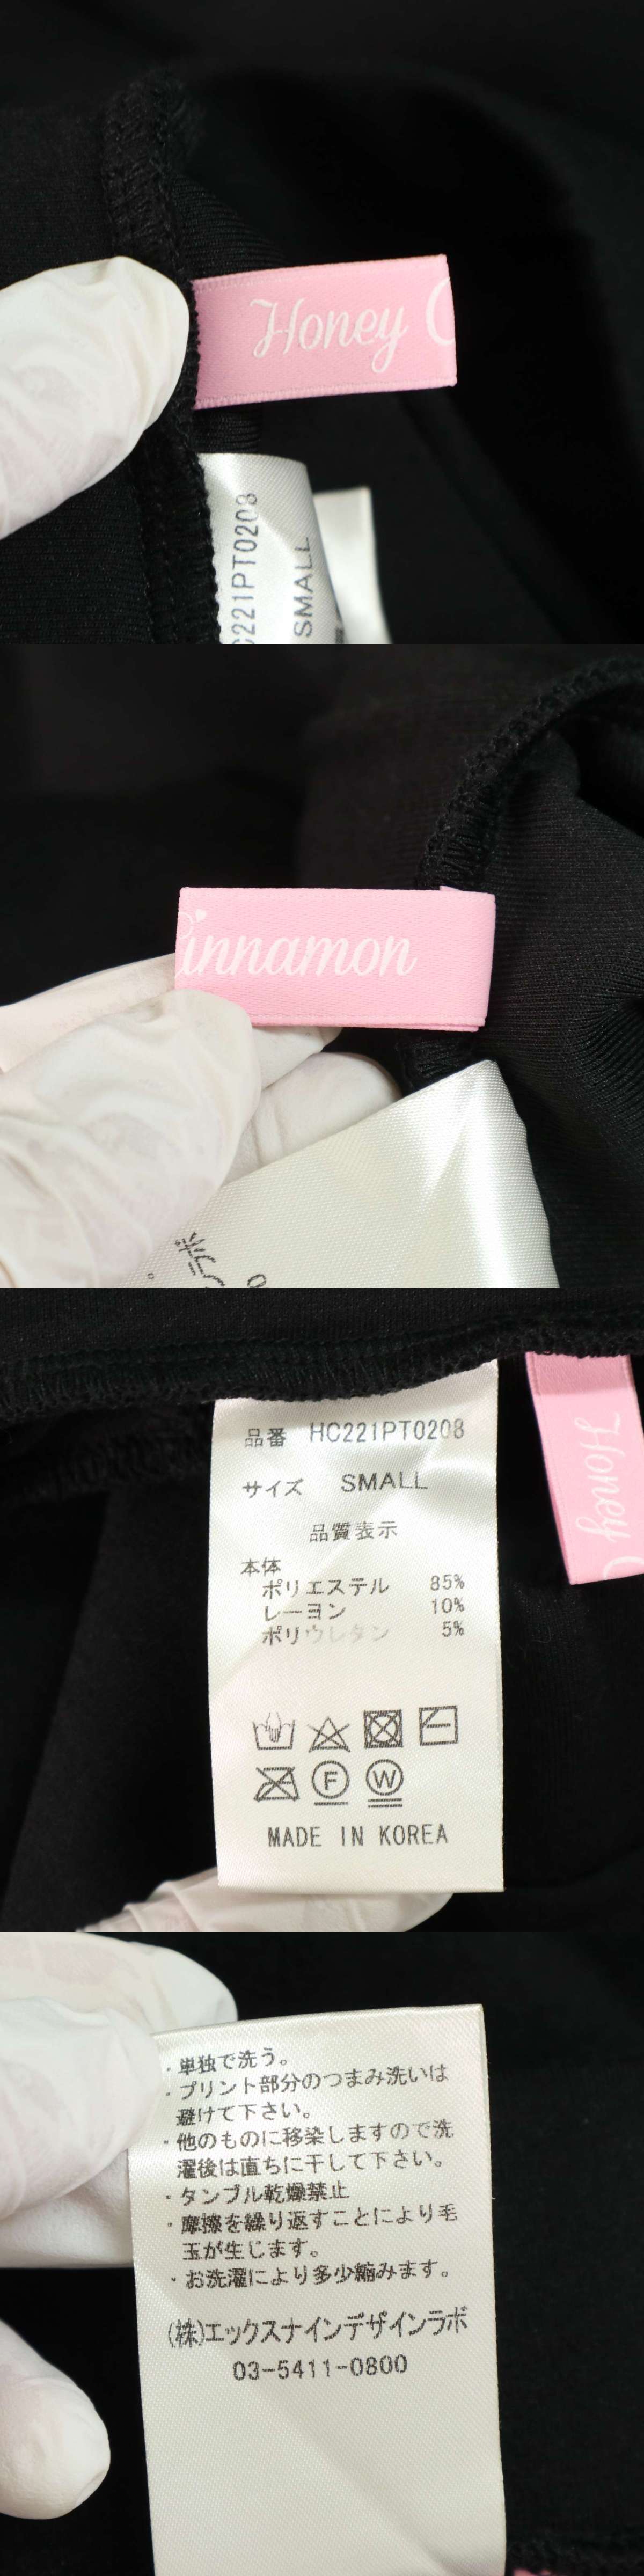 Honey C
C221PT0208
SMALL
innamon
品番 HC221PT0208
サイズ SMALL
品質表示
本体
ポリエステル 85%
レーヨン 10%
ポリウレタン 5%
F W
MADE IN KOREA
Honey
・単独で洗う。
・プリント部分のつまみ洗いは
避けて下さい。
・他のものに移染しますので洗
濯後は直ちに干して下さい。
・タンブル乾燥禁止
・摩擦を繰り返すことにより毛
玉が生じます。
・お洗濯により多少縮みます。
(株)エックスナインデザインラボ
03-5411-0800